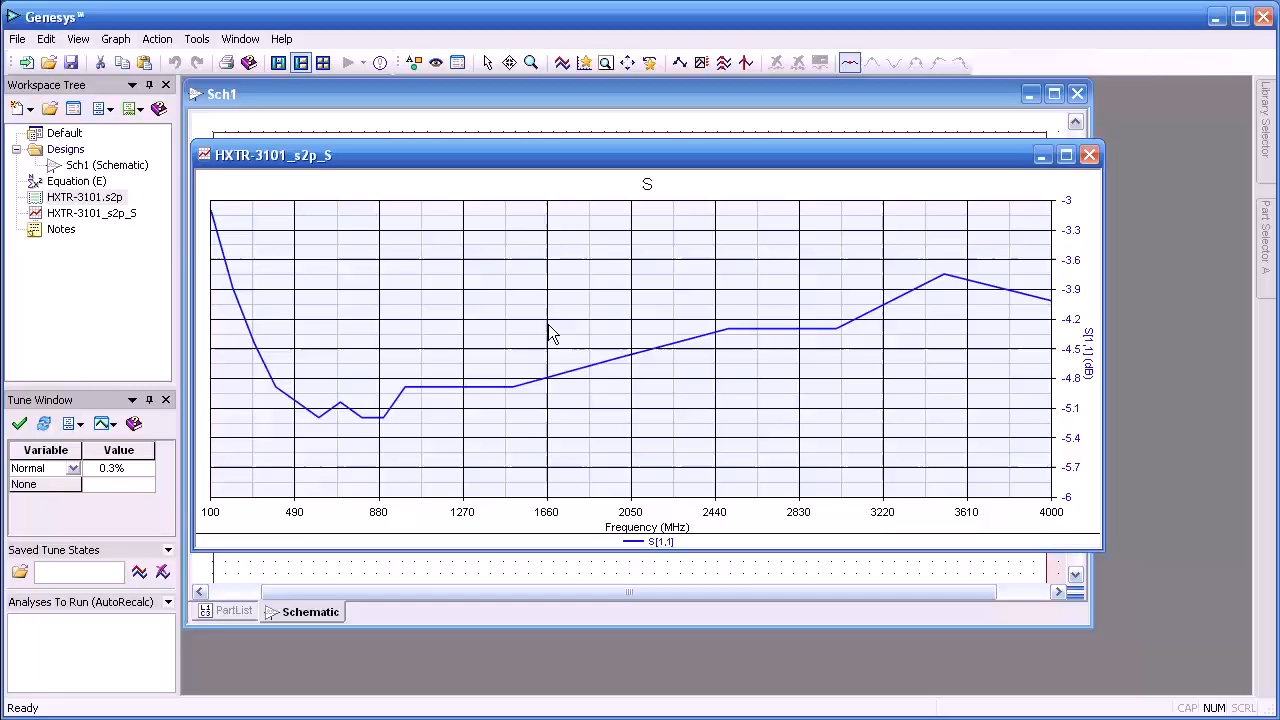 Genesys™
File Edit View Graph Action Tools Window Help
Workspace Tree
Default
Designs
Sch1 (Schematic)
Equation (E)
HXTR-3101.s2p
HXTR-3101_s2p_S
Notes
Tune Window
Variable Value
Normal 0.3%
None
Saved Tune States
Analyses To Run (AutoRecalc)
Sch1
HXTR-3101_s2p_S
S
-3
-3.3
-3.6
-3.9
-4.2
-4.5
-4.8
-5.1
-5.4
-5.7
-6
S[1,1] (dB)
100 490 880 1270 1660 2050 2440 2830 3220 3610 4000
Frequency (MHz)
S[1,1]
PartList Schematic
Library Selector
Part Selector A
Ready CAP NUM SCRL